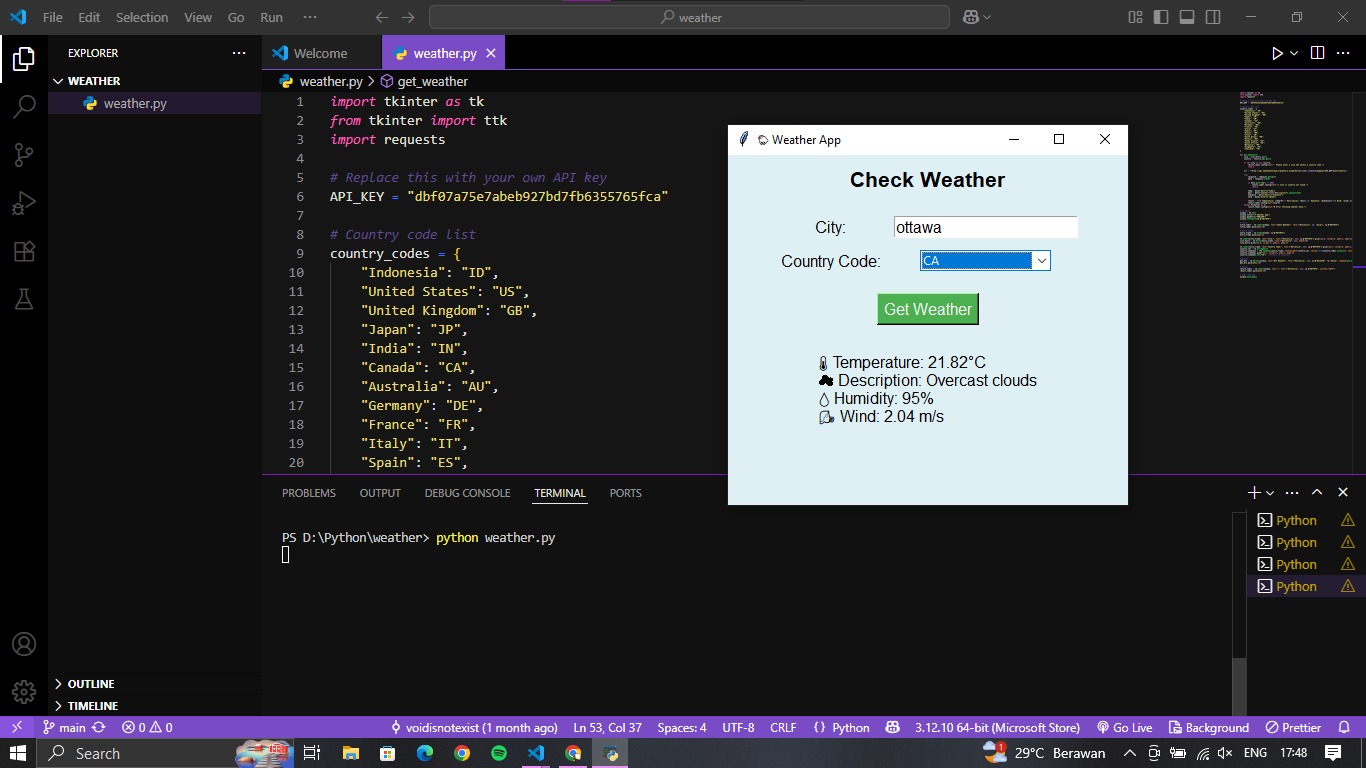 File Edit Selection View Go Run ··· weather
EXPLORER ···
WEATHER
weather.py
OUTLINE
TIMELINE
Welcome weather.py
weather.py > get_weather
1 import tkinter as tk
2 from tkinter import ttk
3 import requests
4
5 # Replace this with your own API key
6 API_KEY = "dbf07a75e7abeb927bd7fb6355765fca"
7
8 # Country code list
9 country_codes = {
10 "Indonesia": "ID",
11 "United States": "US",
12 "United Kingdom": "GB",
13 "Japan": "JP",
14 "India": "IN",
15 "Canada": "CA",
16 "Australia": "AU",
17 "Germany": "DE",
18 "France": "FR",
19 "Italy": "IT",
20 "Spain": "ES",
Weather App
Check Weather
City: ottawa
Country Code: CA
Get Weather
Temperature: 21.82°C
Description: Overcast clouds
Humidity: 95%
Wind: 2.04 m/s
PROBLEMS OUTPUT DEBUG CONSOLE TERMINAL PORTS
PS D:\Python\weather> python weather.py
Python
Python
Python
Python
main 0 0 voidisnotexist (1 month ago) Ln 53, Col 37 Spaces: 4 UTF-8 CRLF { } Python 3.12.10 64-bit (Microsoft Store) Go Live Background Prettier
Search 1 29°C Berawan ENG 17:48